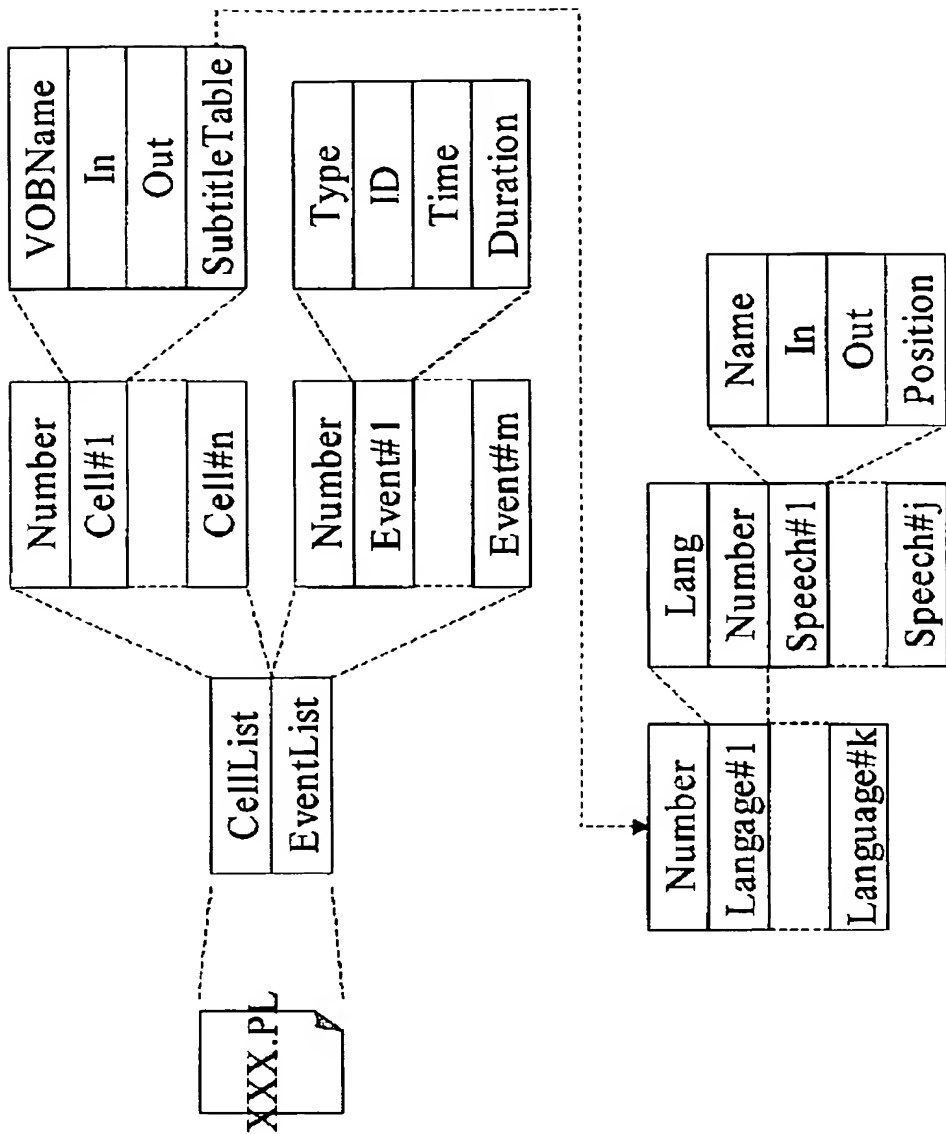 XXX.PL
CellList
EventList
Number
Cell#1
Cell#n
VOBName
In
Out
SubtitleTable
Number
Event#1
Event#m
Type
ID
Time
Duration
Number
Langage#1
Language#k
Lang
Number
Speech#1
Speech#j
Name
In
Out
Position